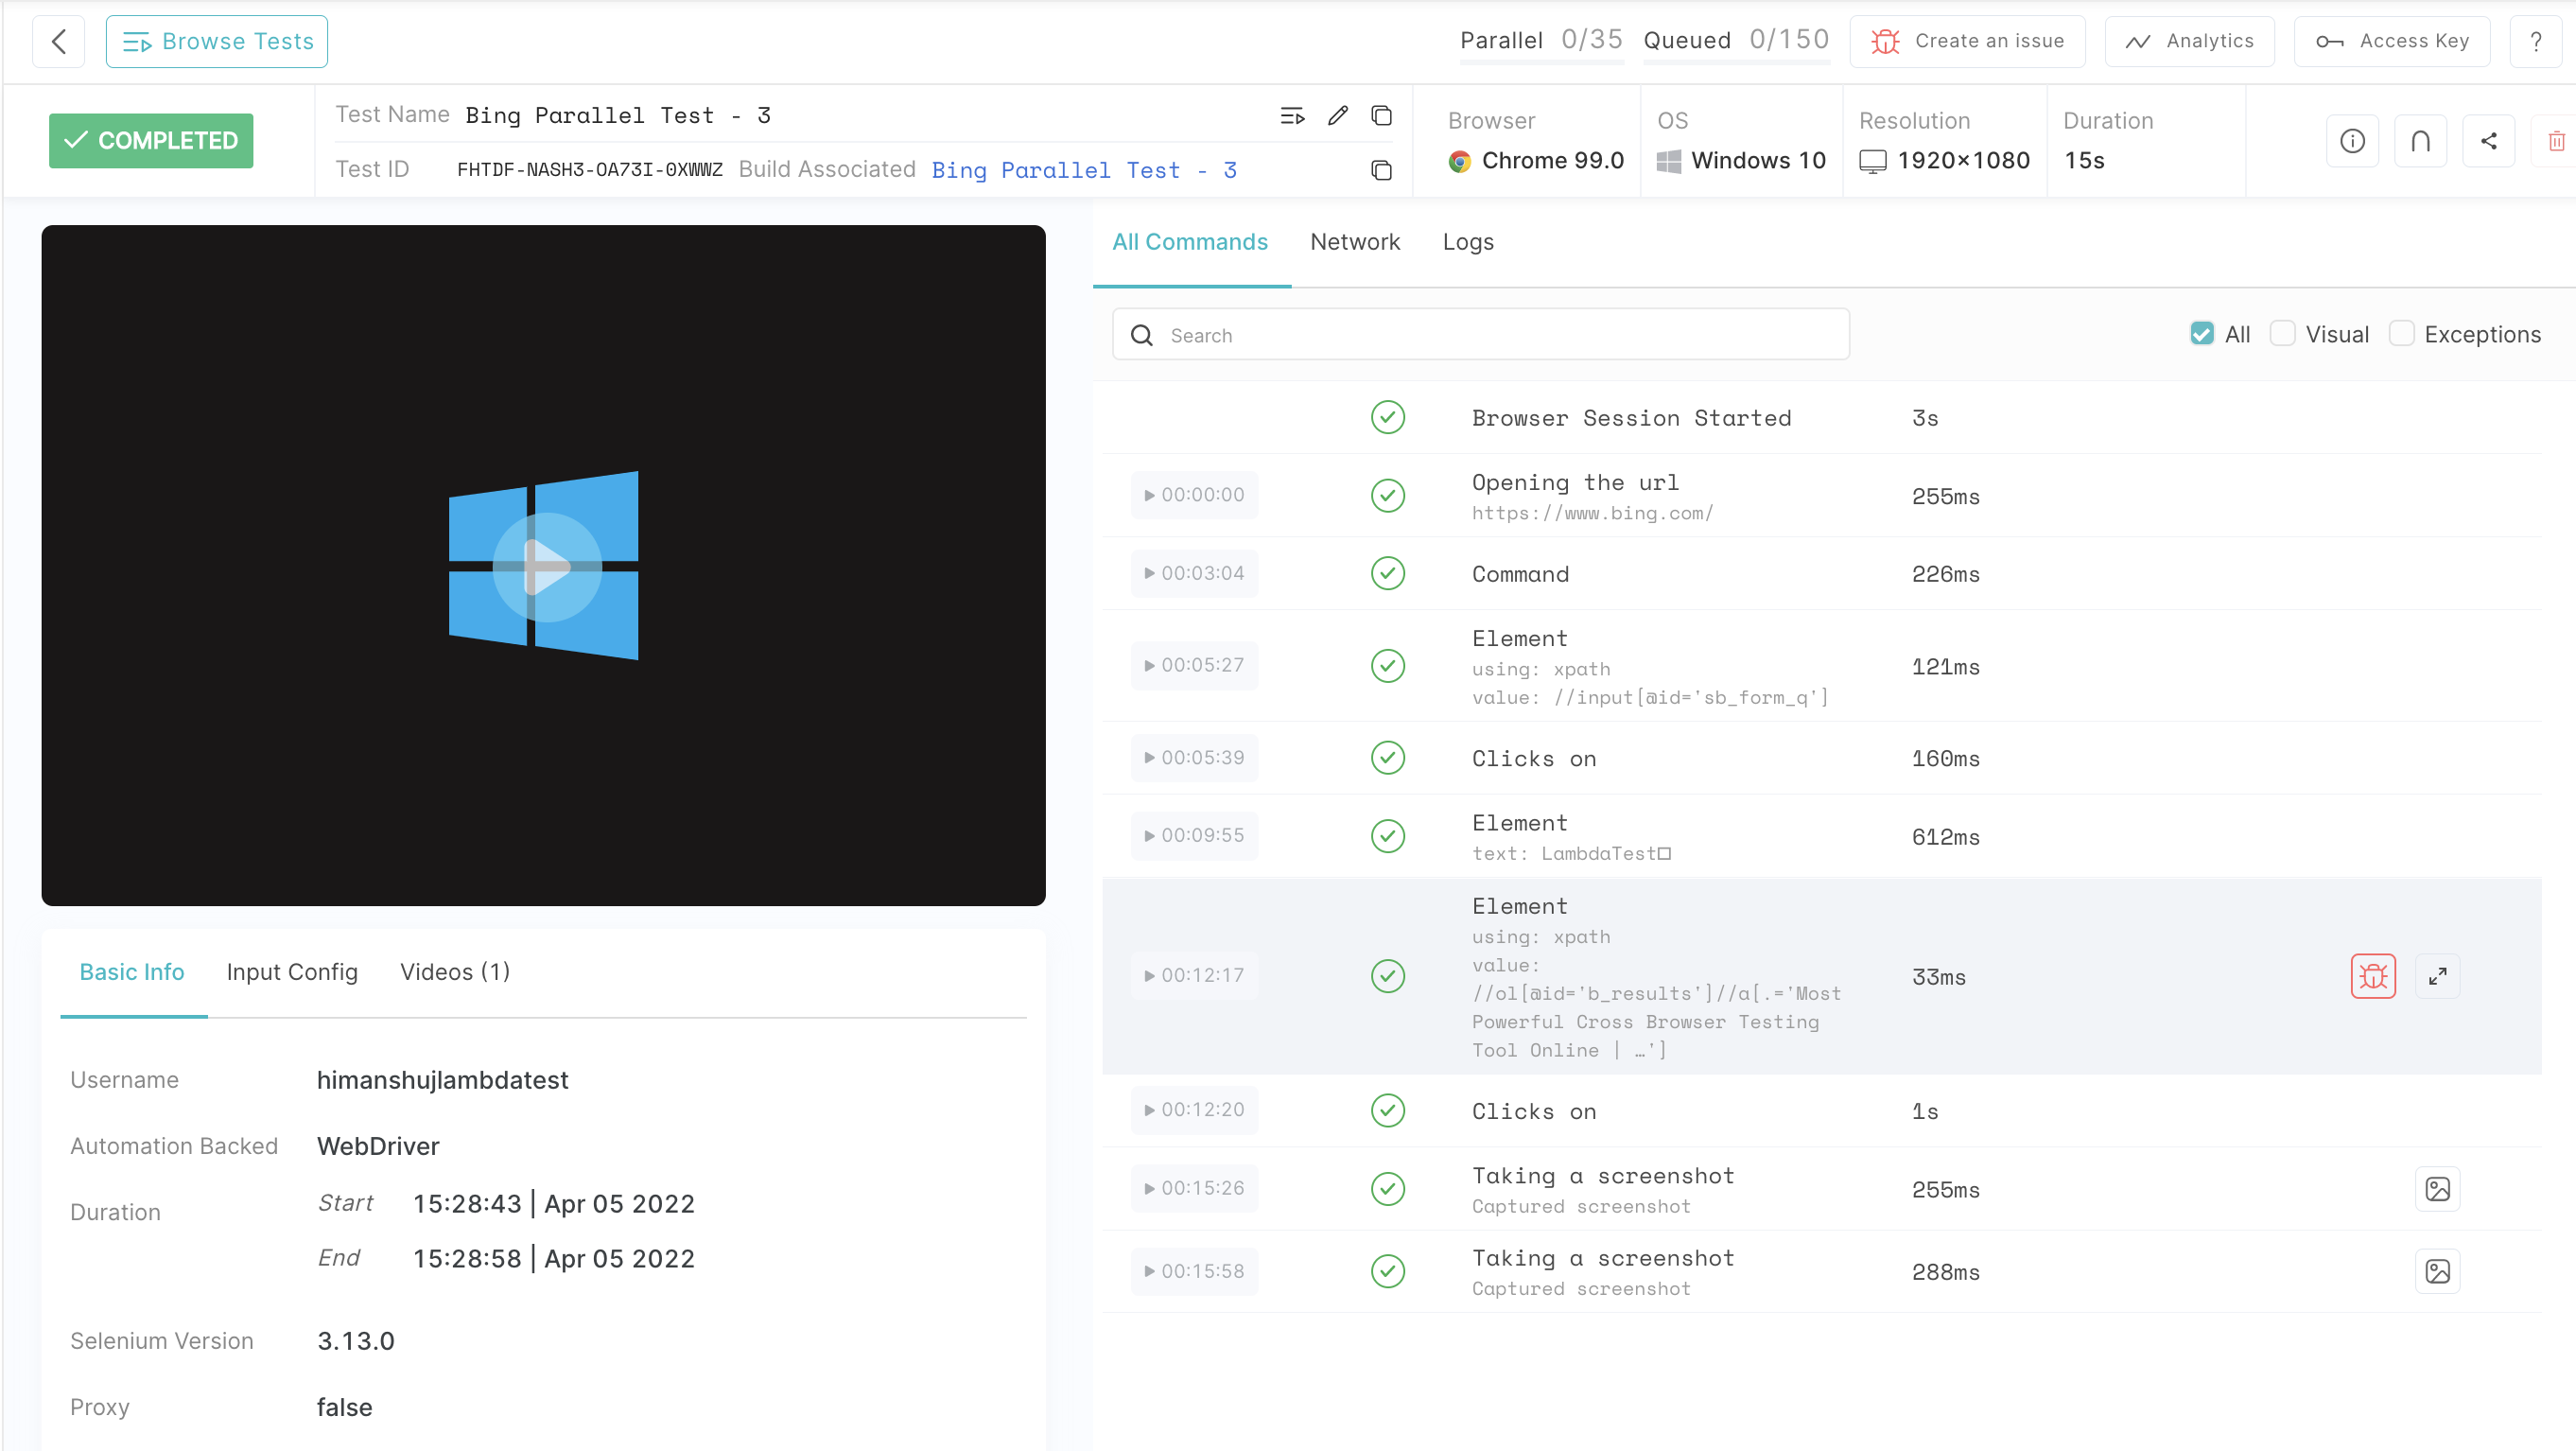 Browse Tests
Parallel 0/35 Queued 0/150 Create an issue Analytics Access Key ?
COMPLETED
Test Name Bing Parallel Test - 3
Test ID FHTDF-NASH3-OA73I-0XWWZ Build Associated Bing Parallel Test - 3
Browser
Chrome 99.0
OS
Windows 10
Resolution
1920×1080
Duration
15s
All Commands Network Logs
Search
All Visual Exceptions
Browser Session Started 3s
00:00:00 Opening the url 255ms
https://www.bing.com/
00:03:04 Command 226ms
00:05:27 Element 121ms
using: xpath
value: //input[@id='sb_form_q']
00:05:39 Clicks on 160ms
00:09:55 Element 612ms
text: LambdaTest□
00:12:17 Element 33ms
using: xpath
value:
//ol[@id='b_results']//a[.='Most
Powerful Cross Browser Testing
Tool Online | …']
00:12:20 Clicks on 1s
00:15:26 Taking a screenshot 255ms
Captured screenshot
00:15:58 Taking a screenshot 288ms
Captured screenshot
Basic Info Input Config Videos (1)
Username himanshujlambdatest
Automation Backed WebDriver
Duration Start 15:28:43 | Apr 05 2022
End 15:28:58 | Apr 05 2022
Selenium Version 3.13.0
Proxy false